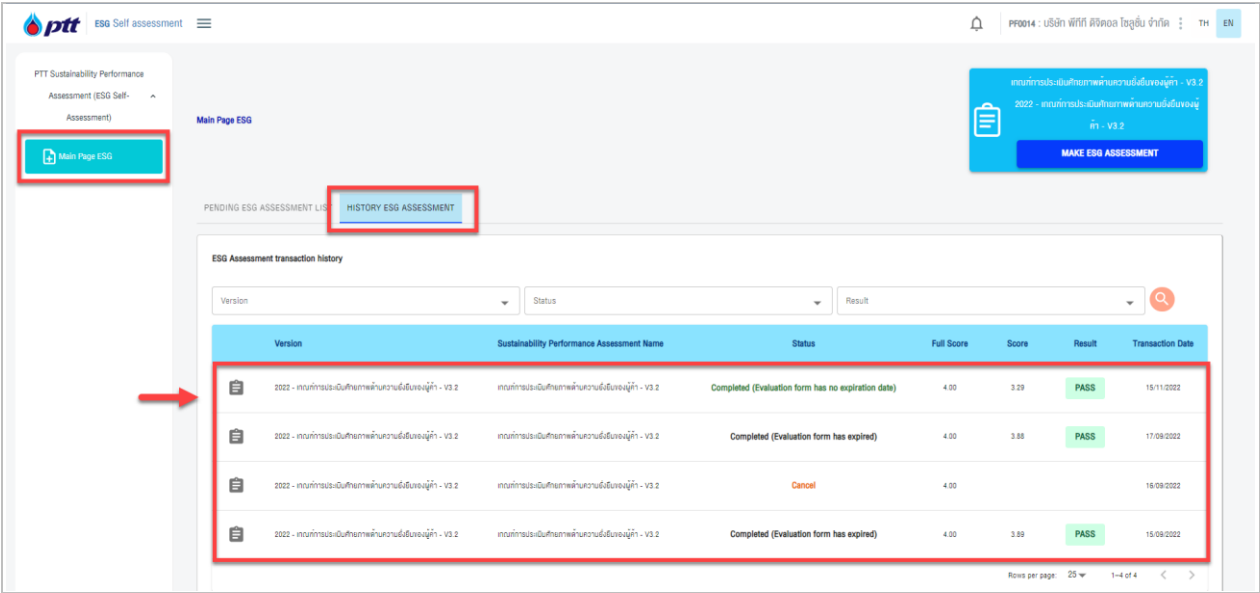 ptt
ESG Self assessment
PF0014 : บริษัท พีทีที ดิจิตอล โซลูชั่น จำกัด
TH
EN
PTT Sustainability Performance
Assessment (ESG Self-
Assessment)
Main Page ESG
Main Page ESG
เกณฑ์การประเมินศักยภาพด้านความยั่งยืนของผู้ค้า - V3.2
2022 - เกณฑ์การประเมินศักยภาพด้านความยั่งยืนของผู้
ค้า - V3.2
MAKE ESG ASSESSMENT
PENDING ESG ASSESSMENT LIS
HISTORY ESG ASSESSMENT
ESG Assessment transaction history
Version
Status
Result
Version Sustainability Performance Assessment Name Status Full Score Score Result Transaction Date
2022 - เกณฑ์การประเมินศักยภาพด้านความยั่งยืนของผู้ค้า - V3.2 เกณฑ์การประเมินศักยภาพด้านความยั่งยืนของผู้ค้า - V3.2 Completed (Evaluation form has no expiration date) 4.00 3.29 PASS 15/11/2022
2022 - เกณฑ์การประเมินศักยภาพด้านความยั่งยืนของผู้ค้า - V3.2 เกณฑ์การประเมินศักยภาพด้านความยั่งยืนของผู้ค้า - V3.2 Completed (Evaluation form has expired) 4.00 3.88 PASS 17/09/2022
2022 - เกณฑ์การประเมินศักยภาพด้านความยั่งยืนของผู้ค้า - V3.2 เกณฑ์การประเมินศักยภาพด้านความยั่งยืนของผู้ค้า - V3.2 Cancel 4.00 16/09/2022
2022 - เกณฑ์การประเมินศักยภาพด้านความยั่งยืนของผู้ค้า - V3.2 เกณฑ์การประเมินศักยภาพด้านความยั่งยืนของผู้ค้า - V3.2 Completed (Evaluation form has expired) 4.00 3.89 PASS 15/09/2022
Rows per page: 25 1–4 of 4